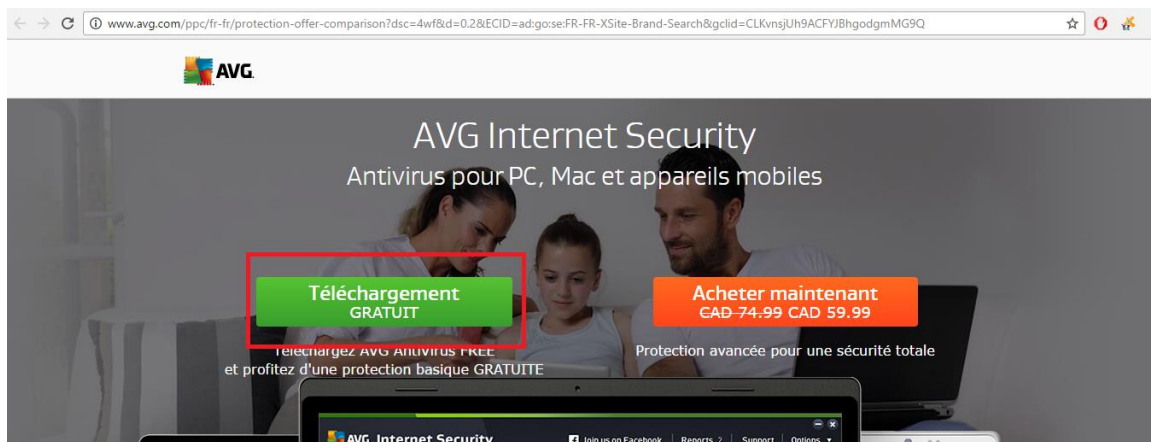 www.avg.com/ppc/fr-fr/protection-offer-comparison?dsc=4wf&d=0.2&ECID=ad:go:se:FR-FR-XSite-Brand-Search&gclid=CLKvnsjUh9ACFYJBhgodgmMG9Q
AVG
AVG Internet Security
Antivirus pour PC, Mac et appareils mobiles
Téléchargement
GRATUIT
Acheter maintenant
CAD 74.99 CAD 59.99
Téléchargez AVG Antivirus FREE
et profitez d'une protection basique GRATUITE
Protection avancée pour une sécurité totale
AVG Internet Security
Join us on Facebook Reports 2 Support Options